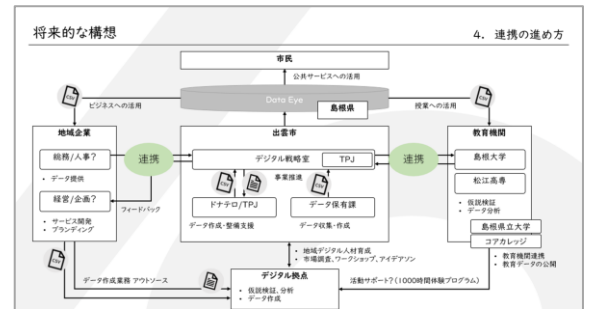 将来的な構想
4. 連携の進め方
市民
公共サービスへの活用
Data Eye
島根県
CSV
ビジネスへの活用
CSV
授業への活用
地域企業
総務/人事?
・ データ提供
経営/企画?
・ サービス開発
・ ブランディング
連携
フィードバック
出雲市
デジタル戦略室
TPJ
CSV
事業推進
CSV
ドナテロ/TPJ
データ保有課
データ作成・整備支援
データ収集・作成
連携
教育機関
島根大学
松江高専
・ 仮説検証
・ データ分析
島根県立大学
コアカレッジ
・ 教育機関連携
・ 教育データの公開
・ 地域デジタル人材育成
・ 市場調査、ワークショップ、アイデアソン
CSV
データ作成業務 アウトソース
デジタル拠点
・ 仮説検証、分析
・ データ作成
活動サポート?(1000時間体験プログラム)